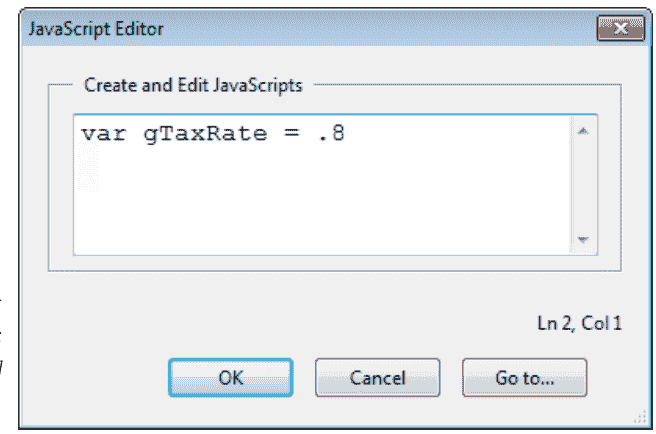 JavaScript Editor
Create and Edit JavaScripts
var gTaxRate = .8
Ln 2, Col 1
OK Cancel Go to...